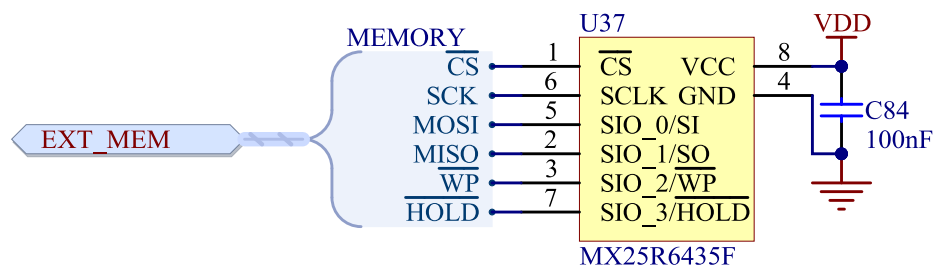 U37
VDD
MEMORY
CS 1 CS VCC 8
SCK 6 SCLK GND 4
MOSI 5 SIO_0/SI
C84
EXT_MEM
100nF
MISO 2 SIO_1/SO
WP 3 SIO_2/WP
HOLD 7 SIO_3/HOLD
MX25R6435F